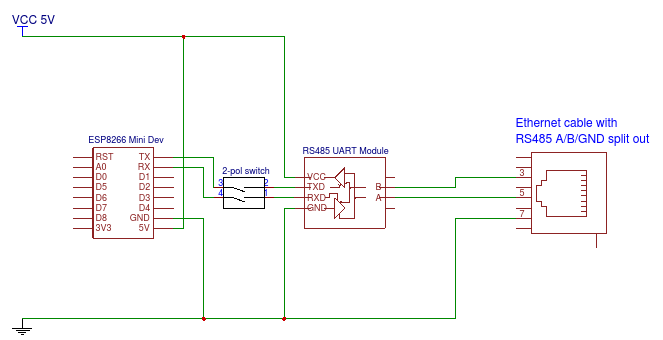 VCC 5V
Ethernet cable with
RS485 A/B/GND split out
ESP8266 Mini Dev
RST TX
A0 RX
D0 D1
D5 D2
D6 D3
D7 D4
D8 GND
3V3 5V
2-pol switch
3 2
4 1
RS485 UART Module
VCC
TXD B
RXD A
GND
3
5
7